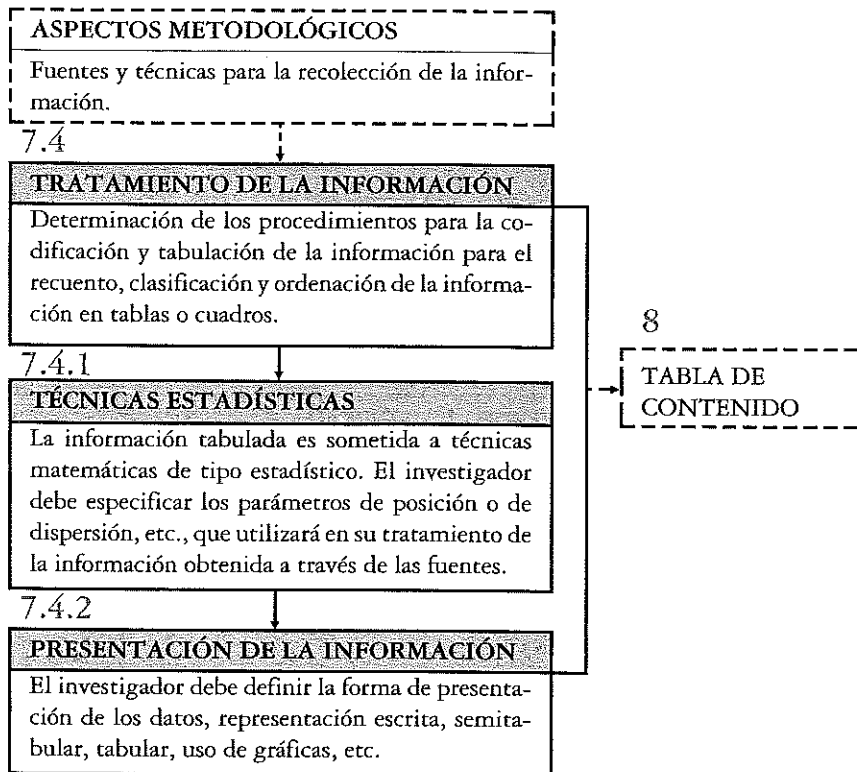 ASPECTOS METODOLÓGICOS
Fuentes y técnicas para la recolección de la infor-
mación.
7.4
TRATAMIENTO DE LA INFORMACIÓN
Determinación de los procedimientos para la co-
dificación y tabulación de la información para el
recuento, clasificación y ordenación de la informa-
ción en tablas o cuadros.
8
TABLA DE
CONTENIDO
7.4.1
TÉCNICAS ESTADÍSTICAS
La información tabulada es sometida a técnicas
matemáticas de tipo estadístico. El investigador
debe especificar los parámetros de posición o de
dispersión, etc., que utilizará en su tratamiento de
la información obtenida a través de las fuentes.
7.4.2
PRESENTACIÓN DE LA INFORMACIÓN
El investigador debe definir la forma de presenta-
ción de los datos, representación escrita, semita-
bular, tabular, uso de gráficas, etc.